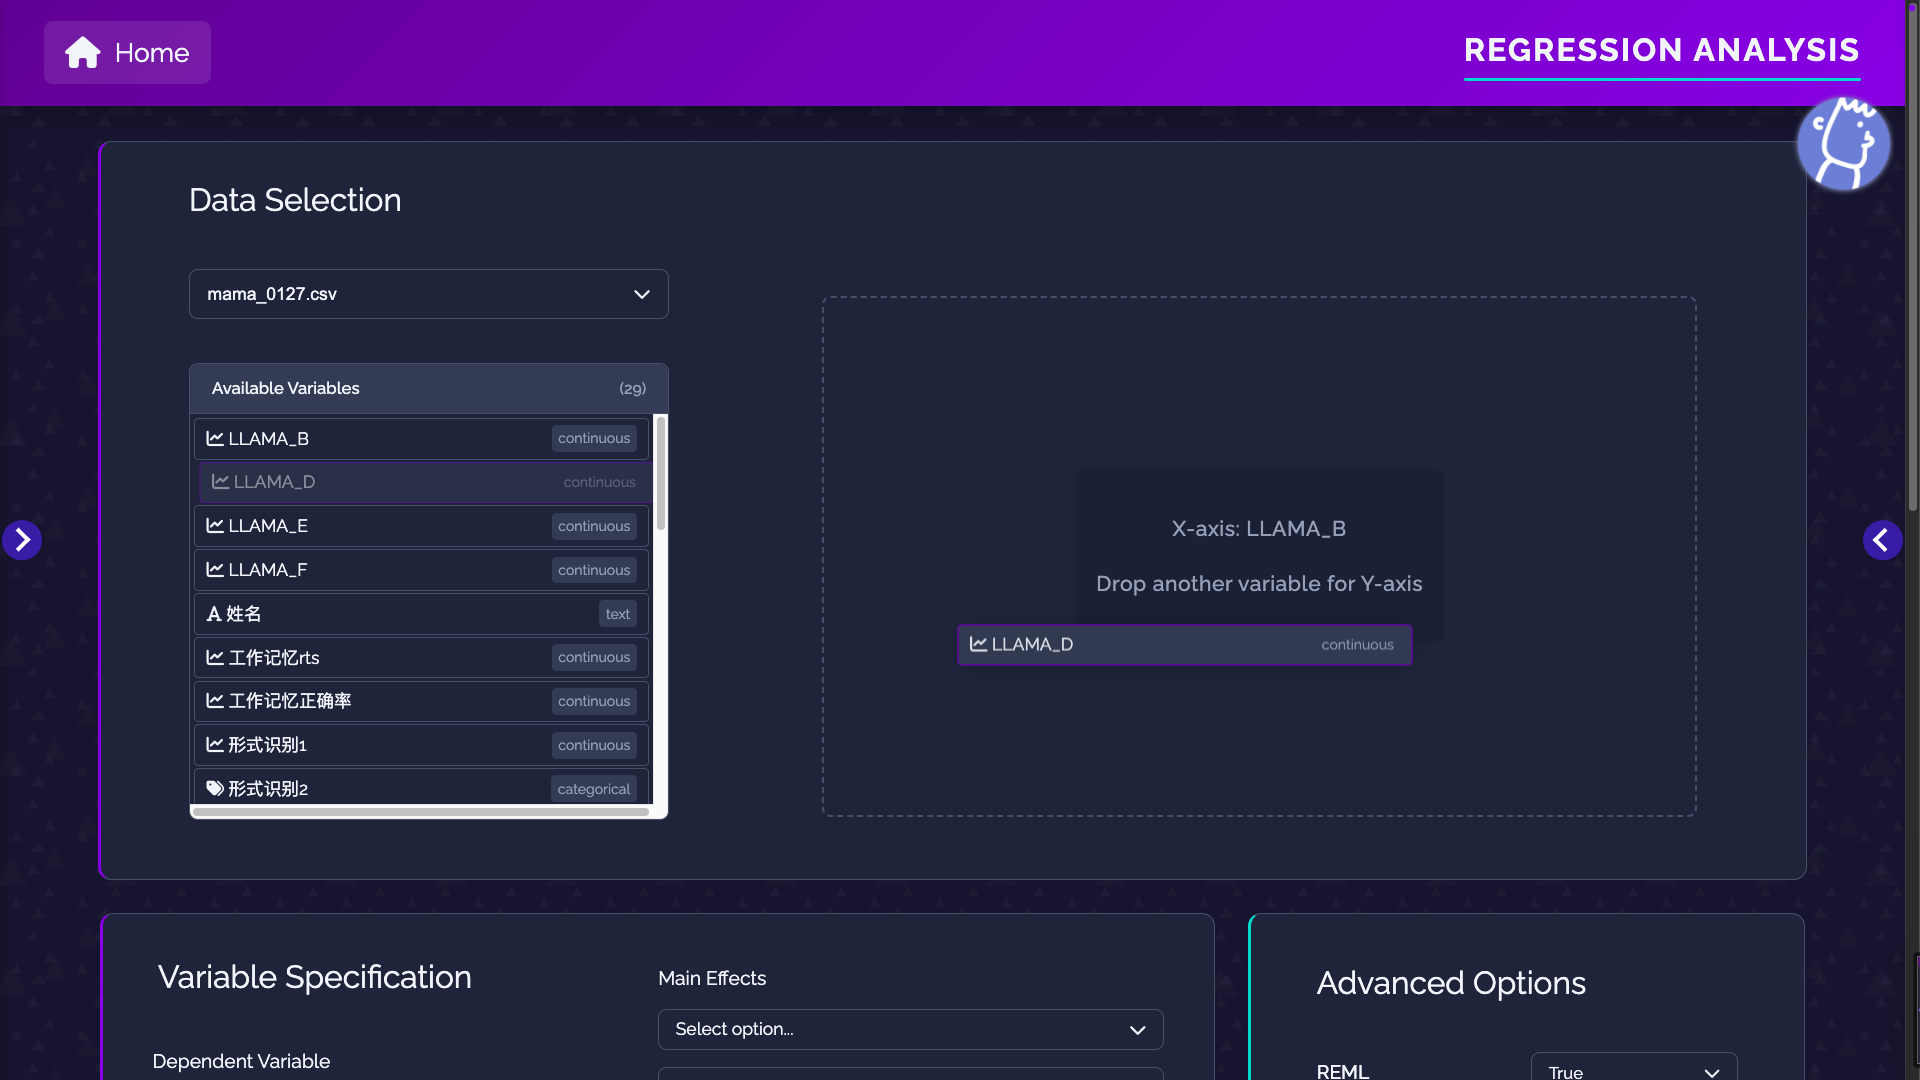 Home
REGRESSION ANALYSIS
Data Selection
mama_0127.csv
Available Variables (29)
LLAMA_B continuous
LLAMA_D continuous
LLAMA_E continuous
LLAMA_F continuous
姓名 text
工作记忆rts continuous
工作记忆正确率 continuous
形式识别1 continuous
形式识别2 categorical
X-axis: LLAMA_B
Drop another variable for Y-axis
LLAMA_D continuous
Variable Specification
Main Effects
Select option...
Dependent Variable
Advanced Options
REML True